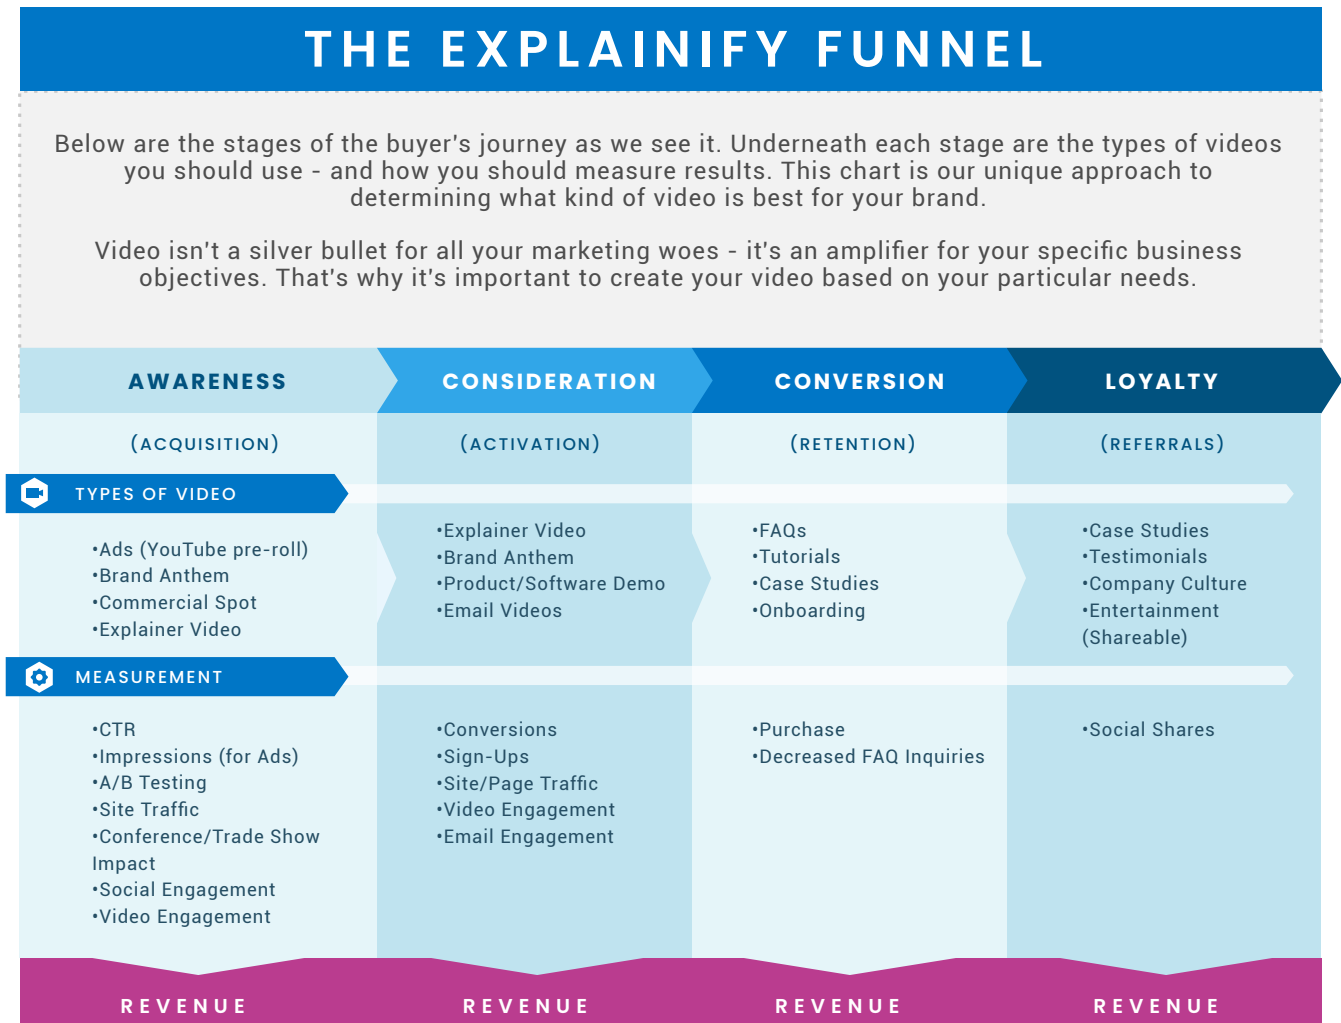 THE EXPLAINIFY FUNNEL
Below are the stages of the buyer's journey as we see it. Underneath each stage are the types of videos
you should use - and how you should measure results. This chart is our unique approach to
determining what kind of video is best for your brand.
Video isn't a silver bullet for all your marketing woes - it's an amplifier for your specific business
objectives. That's why it's important to create your video based on your particular needs.
AWARENESS
CONSIDERATION
CONVERSION
LOYALTY
(ACQUISITION)
(ACTIVATION)
(RETENTION)
(REFERRALS)
TYPES OF VIDEO
•Ads (YouTube pre-roll)
•Brand Anthem
•Commercial Spot
•Explainer Video
•Explainer Video
•Brand Anthem
•Product/Software Demo
•Email Videos
•FAQs
•Tutorials
•Case Studies
•Onboarding
•Case Studies
•Testimonials
•Company Culture
•Entertainment
(Shareable)
MEASUREMENT
•CTR
•Impressions (for Ads)
•A/B Testing
•Site Traffic
•Conference/Trade Show
Impact
•Social Engagement
•Video Engagement
•Conversions
•Sign-Ups
•Site/Page Traffic
•Video Engagement
•Email Engagement
•Purchase
•Decreased FAQ Inquiries
•Social Shares
REVENUE
REVENUE
REVENUE
REVENUE